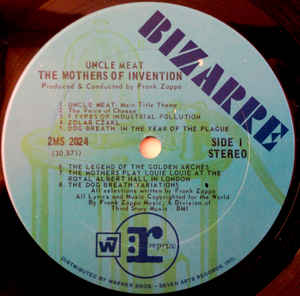 BIZARRE
UNCLE MEAT
THE MOTHERS OF INVENTION
Produced & Conducted by Frank Zappa
1. UNCLE MEAT: Main Title Theme
2. The Voice of Cheese
3. 9 TYPES OF INDUSTRIAL POLLUTION
4. ZOLAR CZAKL
5. DOG BREATH, IN THE YEAR OF THE PLAGUE
2MS 2024
SIDE 1
(30,871)
STEREO
6. THE LEGEND OF THE GOLDEN ARCHES
7. THE MOTHERS PLAY LOUIE LOUIE AT THE
ROYAL ALBERT HALL IN LONDON
8. THE DOG BREATH VARIATIONS
All selections written by Frank Zappa
All Lyrics and Music Copyrighted for the World
By Frank Zappa Music, A Division of
Third Story Music BMI
W7
r
reprise
DISTRIBUTED BY WARNER BROS. - SEVEN ARTS RECORDS, INC.